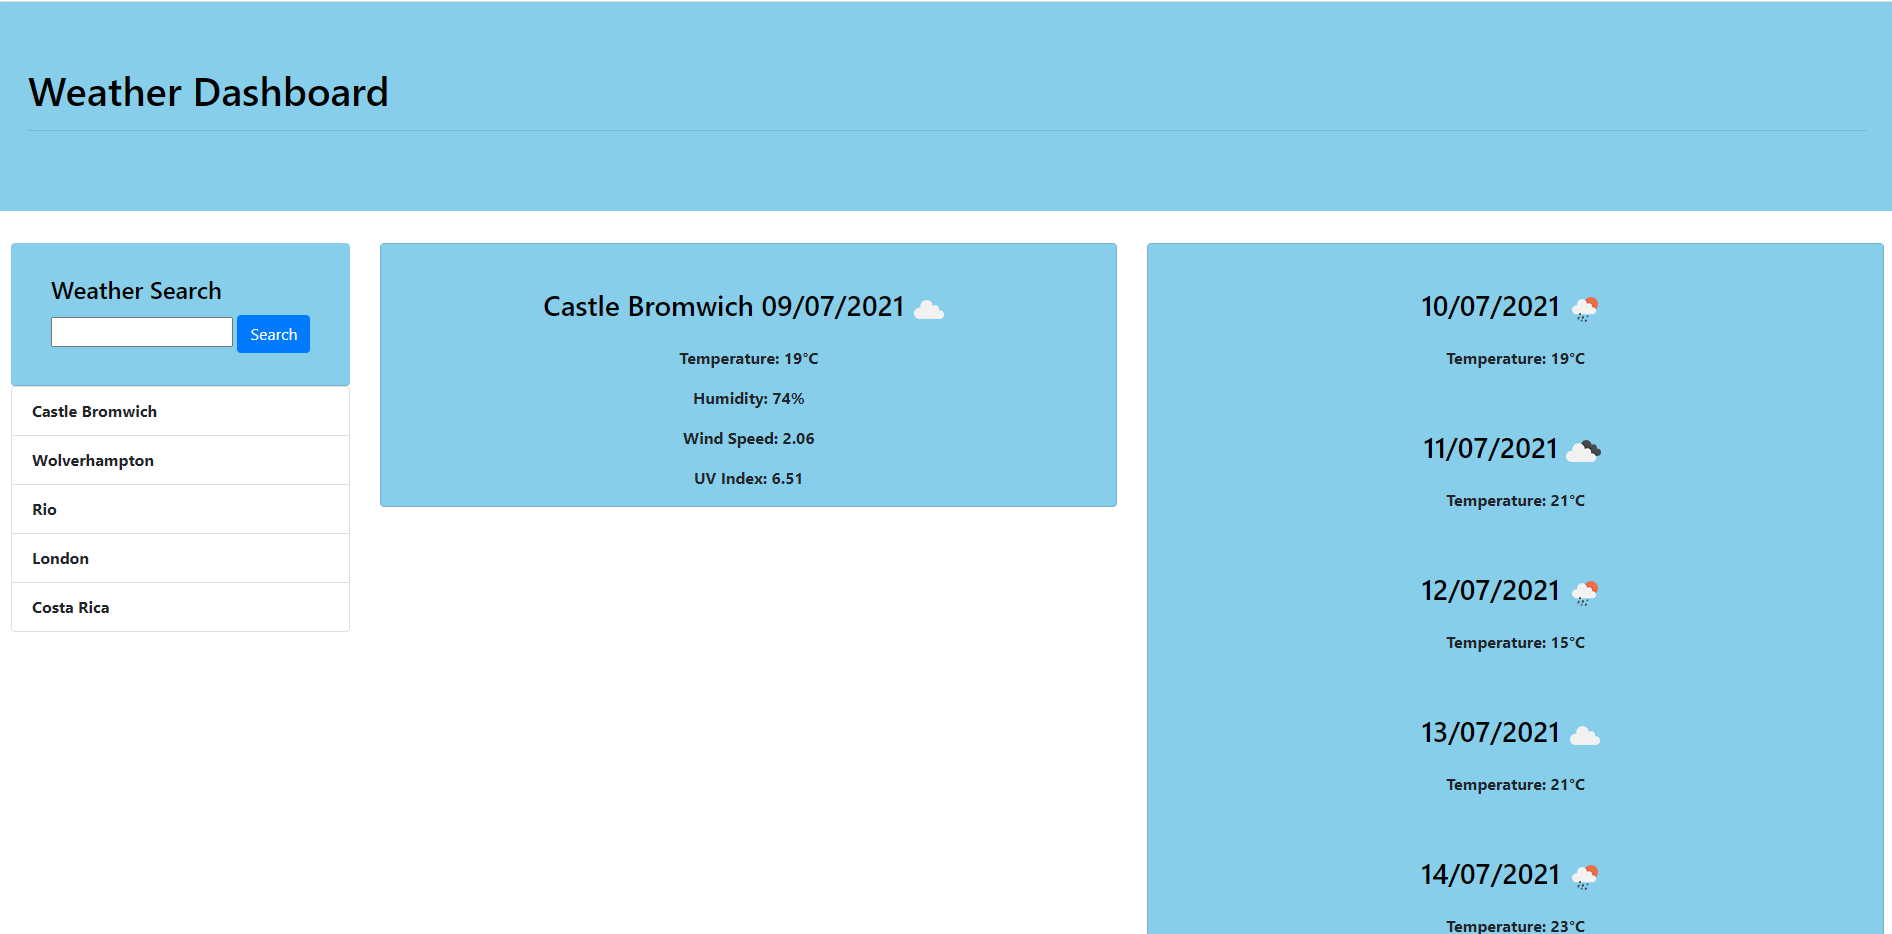 Weather Dashboard
Weather Search
Search
Castle Bromwich
Wolverhampton
Rio
London
Costa Rica
Castle Bromwich 09/07/2021
Temperature: 19°C
Humidity: 74%
Wind Speed: 2.06
UV Index: 6.51
10/07/2021
Temperature: 19°C
11/07/2021
Temperature: 21°C
12/07/2021
Temperature: 15°C
13/07/2021
Temperature: 21°C
14/07/2021
Temperature: 23°C